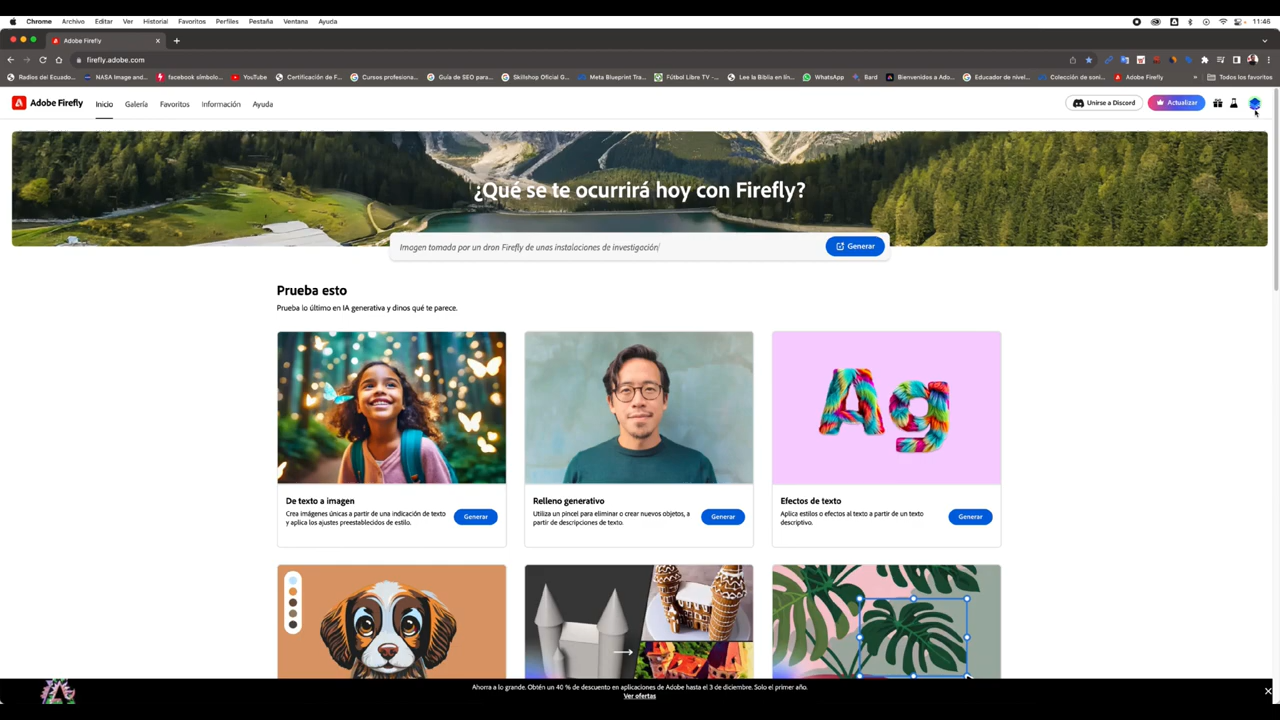 Chrome Archivo Editar Ver Historial Favoritos Perfiles Pestaña Ventana Ayuda 11:46
Adobe Firefly
firefly.adobe.com
Radios del Ecuado... NASA Image and... facebook símbolo... YouTube Certificación de F... Cursos profesiona... Guía de SEO para... Skillshop Oficial G... Meta Blueprint Tra... Fútbol Libre TV -... Lee la Biblia en lín... WhatsApp Bard Bienvenidos a Ado... Educador de nivel... Colección de soni... Adobe Firefly » Todos los favoritos
Adobe Firefly Inicio Galería Favoritos Información Ayuda Unirse a Discord Actualizar
¿Qué se te ocurrirá hoy con Firefly?
Imagen tomada por un dron Firefly de unas instalaciones de investigación Generar
Prueba esto
Prueba lo último en IA generativa y dinos qué te parece.
Ag
De texto a imagen
Crea imágenes únicas a partir de una indicación de texto
y aplica los ajustes preestablecidos de estilo.
Generar
Relleno generativo
Utiliza un pincel para eliminar o crear nuevos objetos, a
partir de descripciones de texto.
Generar
Efectos de texto
Aplica estilos o efectos al texto a partir de un texto
descriptivo.
Generar
Ahorra a lo grande. Obtén un 40 % de descuento en aplicaciones de Adobe hasta el 3 de diciembre. Solo el primer año.
Ver ofertas